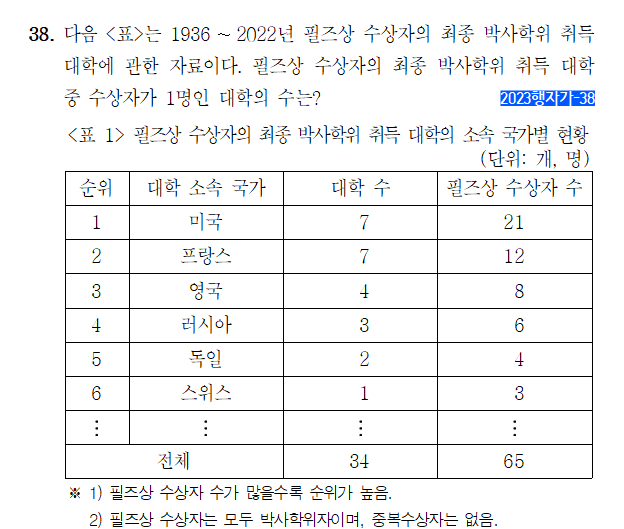 38. 다음 <표>는 1936 ~ 2022년 필즈상 수상자의 최종 박사학위 취득
대학에 관한 자료이다. 필즈상 수상자의 최종 박사학위 취득 대학
중 수상자가 1명인 대학의 수는? 2023행자가-38
<표 1> 필즈상 수상자의 최종 박사학위 취득 대학의 소속 국가별 현황
(단위: 개, 명)
순위 대학 소속 국가 대학 수 필즈상 수상자 수
1 미국 7 21
2 프랑스 7 12
3 영국 4 8
4 러시아 3 6
5 독일 2 4
6 스위스 1 3
⋮ ⋮ ⋮ ⋮
전체 34 65
※ 1) 필즈상 수상자 수가 많을수록 순위가 높음.
2) 필즈상 수상자는 모두 박사학위자이며, 중복수상자는 없음.